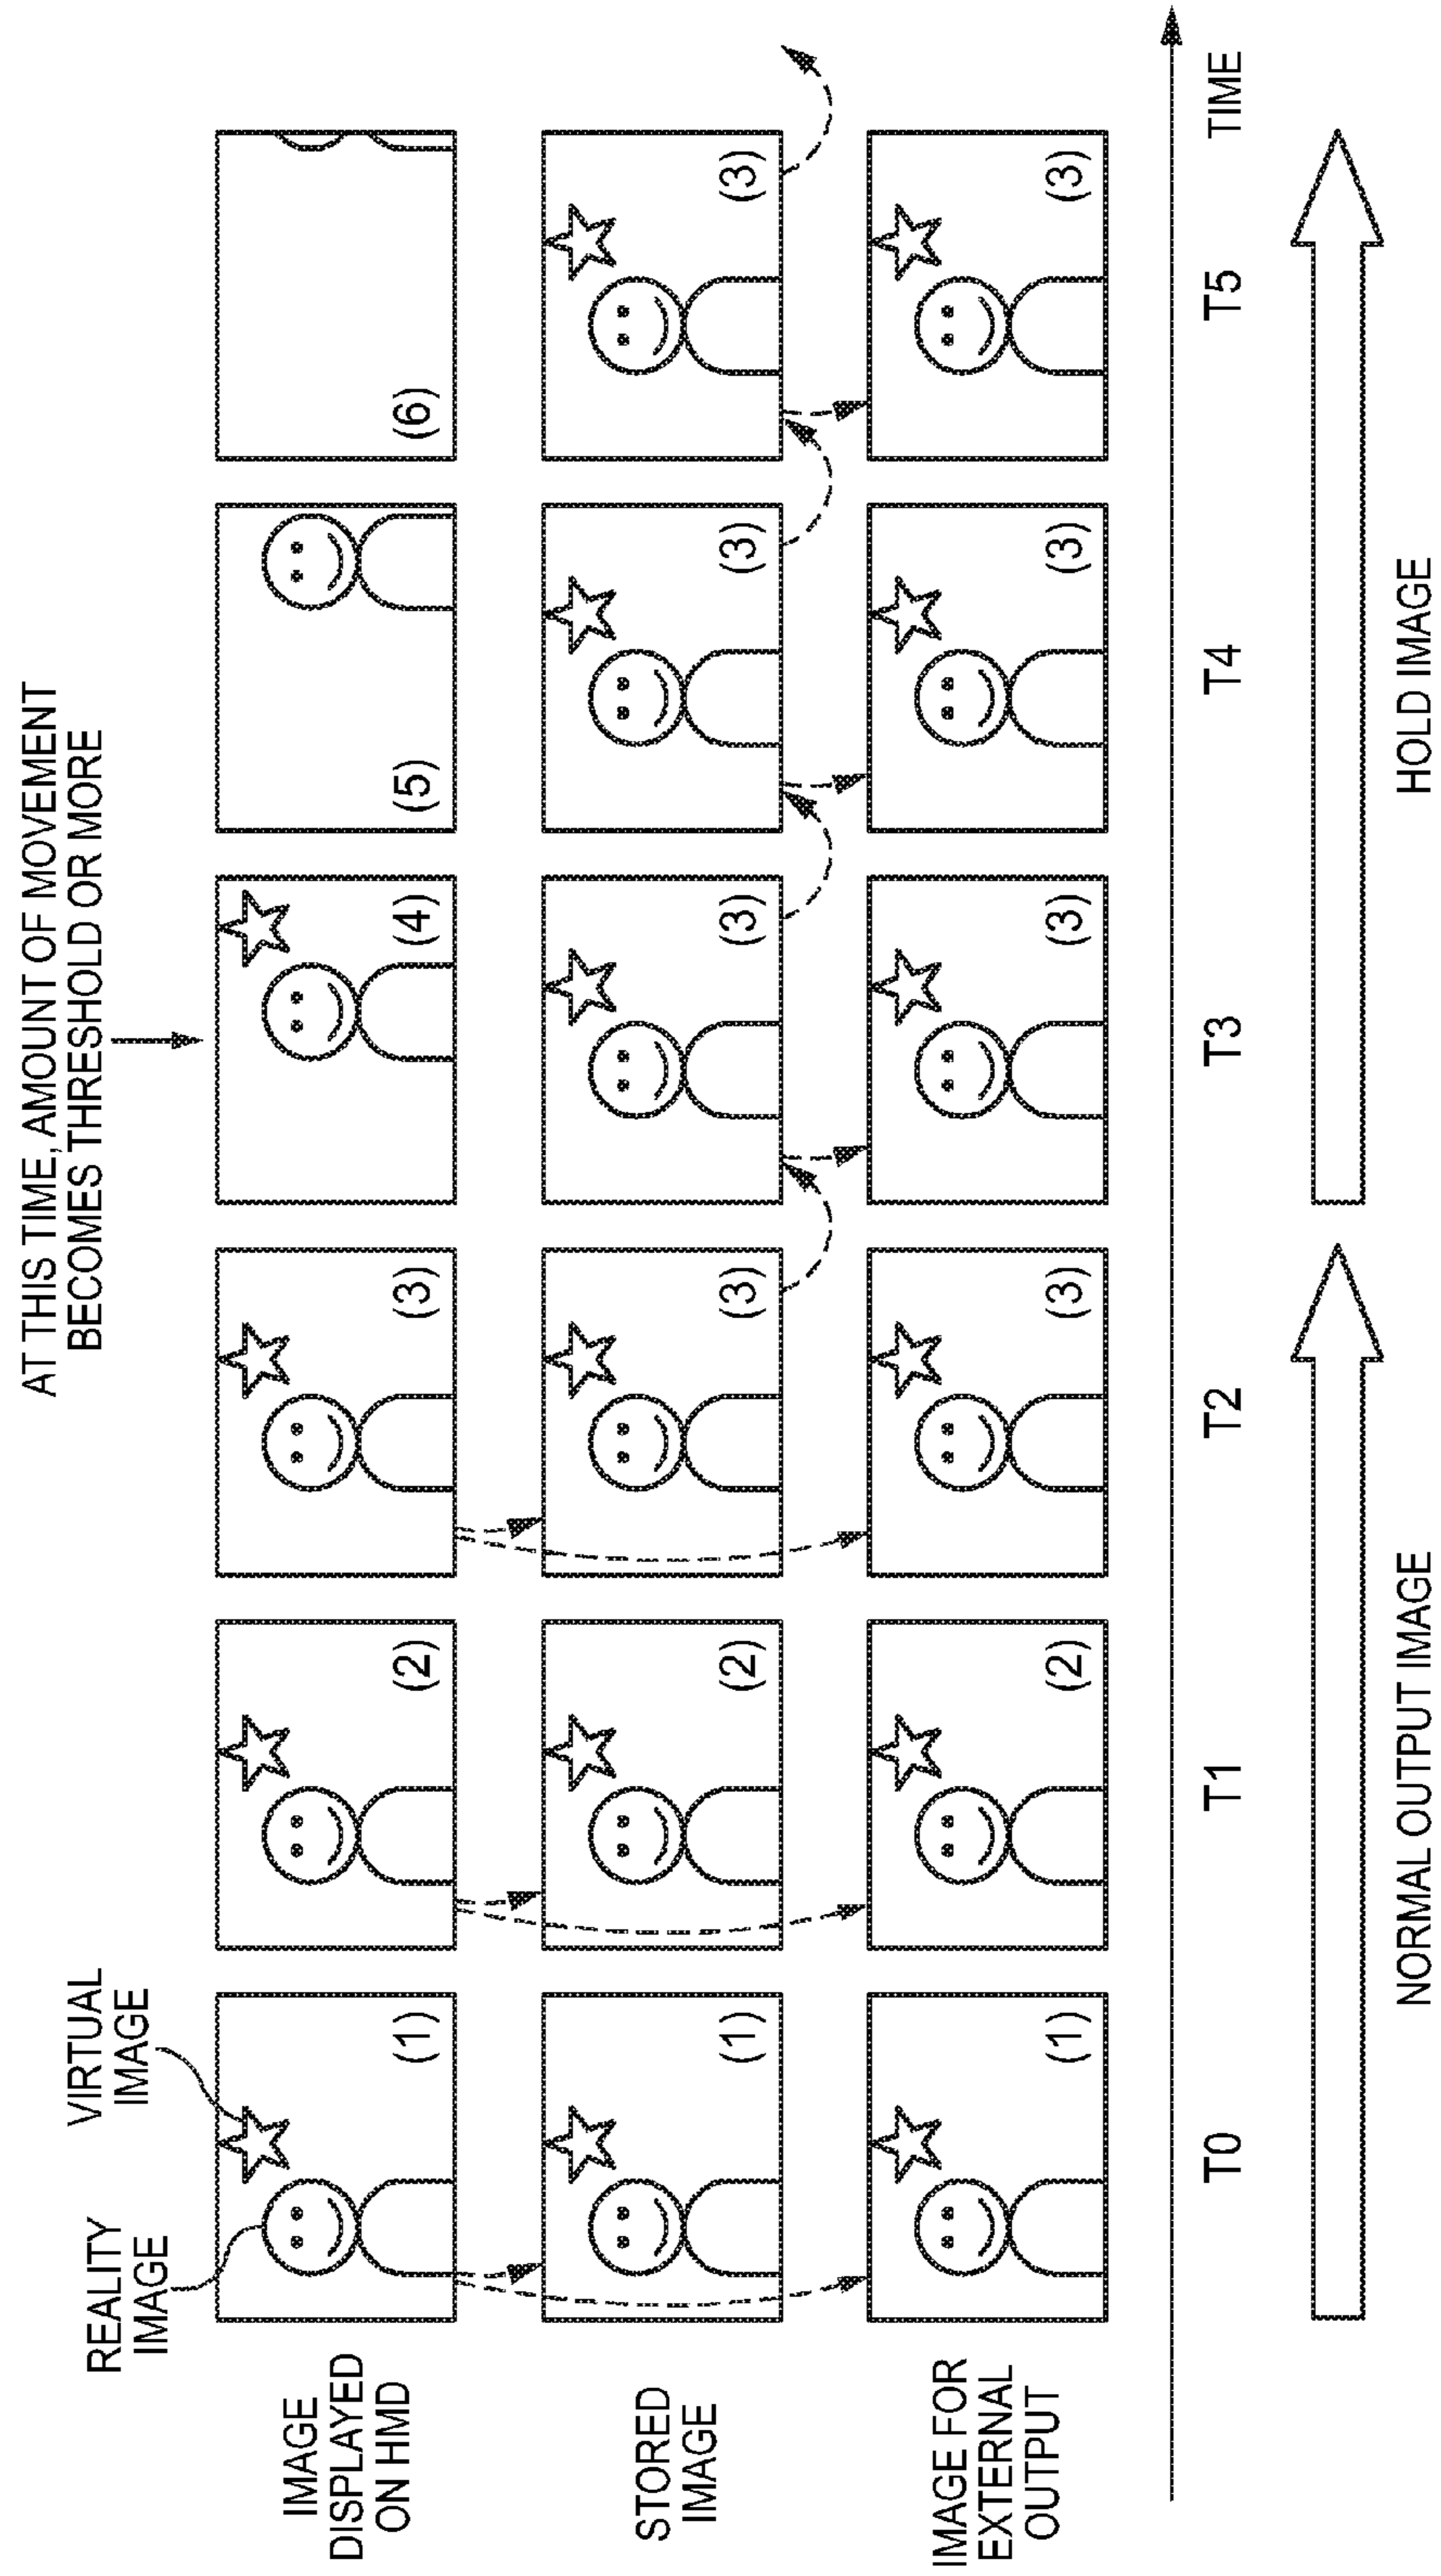 AT THIS TIME, AMOUNT OF MOVEMENT
BECOMES THRESHOLD OR MORE
REALITY
IMAGE
VIRTUAL
IMAGE
IMAGE
DISPLAYED
ON HMD
(1)
(2)
(3)
(4)
(5)
(6)
STORED
IMAGE
(1)
(2)
(3)
(3)
(3)
(3)
IMAGE FOR
EXTERNAL
OUTPUT
(1)
(2)
(3)
(3)
(3)
(3)
T0
T1
T2
T3
T4
T5
TIME
NORMAL OUTPUT IMAGE
HOLD IMAGE